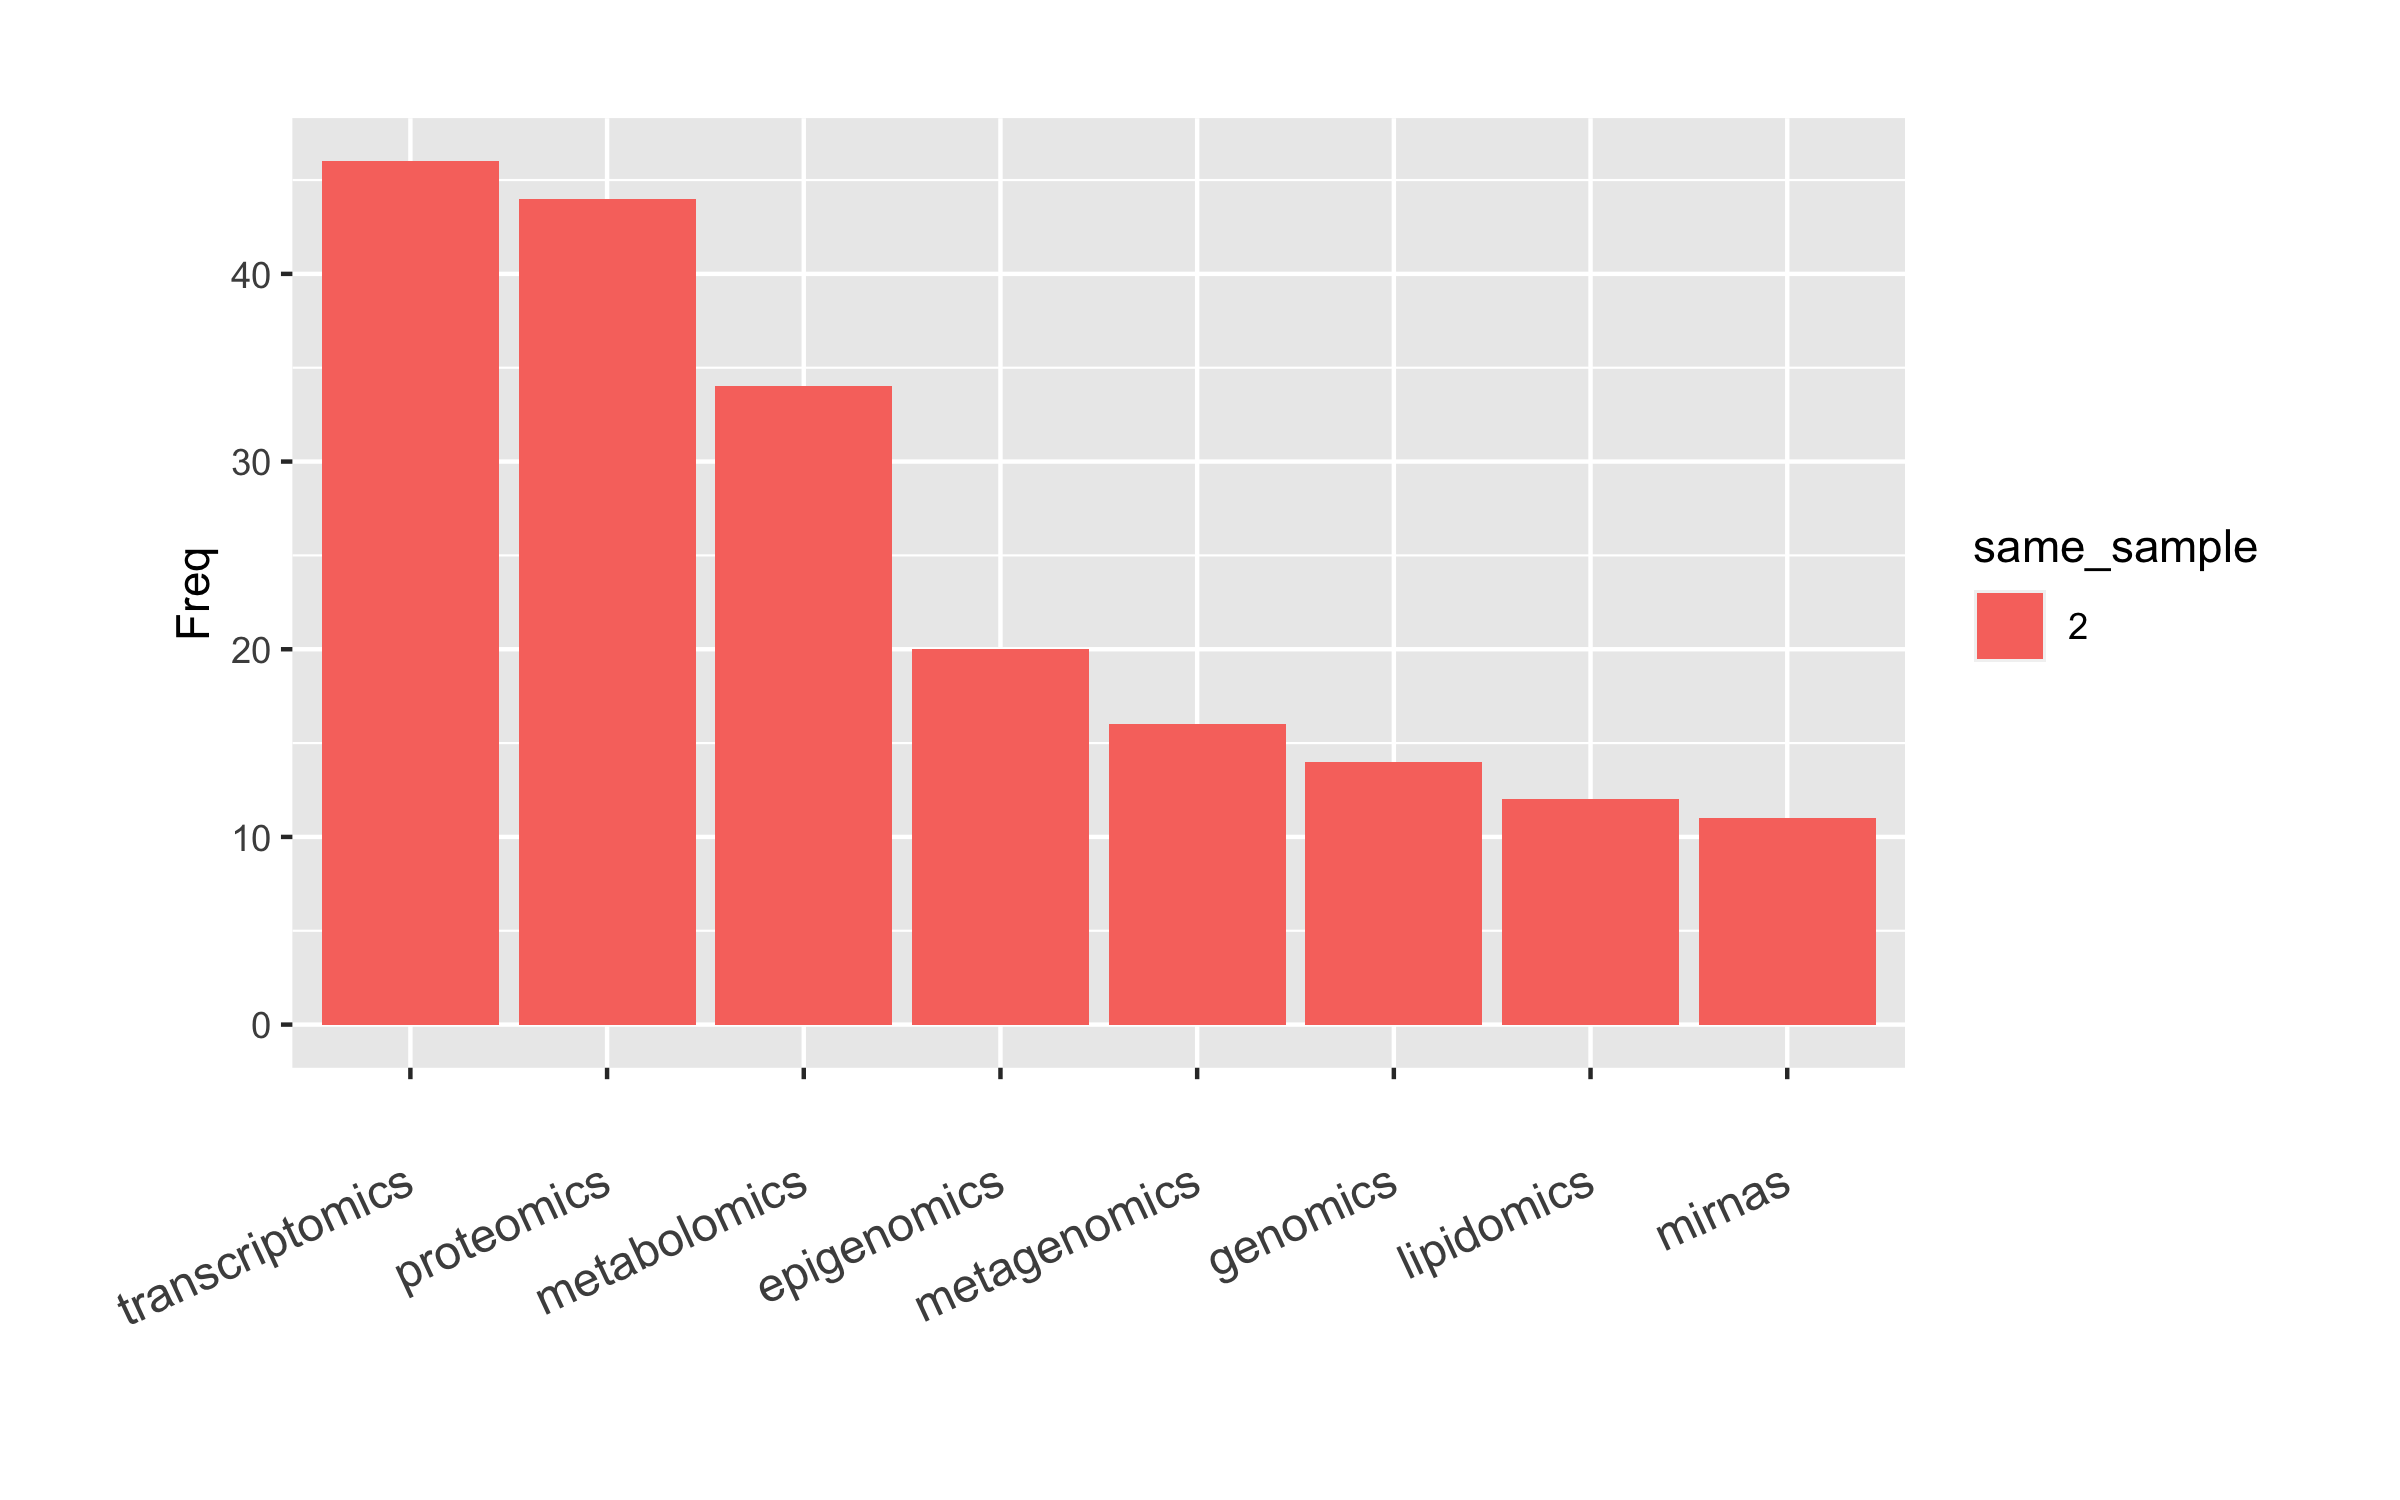 Freq
40
30
20
10
0
transcriptomics
proteomics
metabolomics
epigenomics
metagenomics
genomics
lipidomics
mirnas
same_sample
2